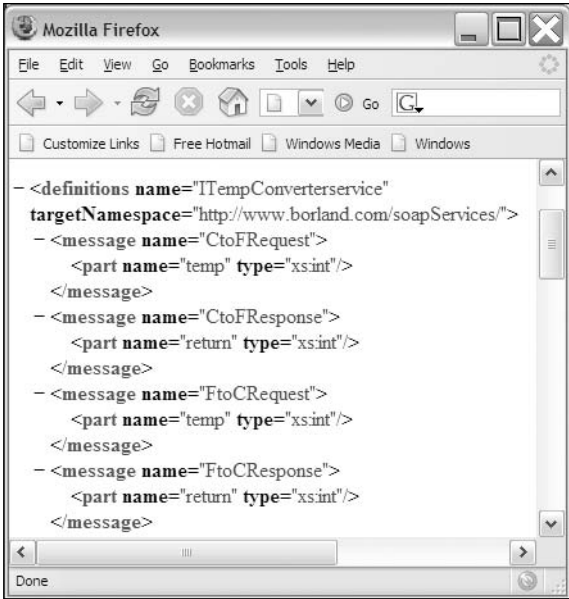 Mozilla Firefox
File Edit View Go Bookmarks Tools Help
Go G
Customize Links Free Hotmail Windows Media Windows
− <definitions name="ITempConverterservice"
targetNamespace="http://www.borland.com/soapServices/">
− <message name="CtoFRequest">
<part name="temp" type="xs:int"/>
</message>
− <message name="CtoFResponse">
<part name="return" type="xs:int"/>
</message>
− <message name="FtoCRequest">
<part name="temp" type="xs:int"/>
</message>
− <message name="FtoCResponse">
<part name="return" type="xs:int"/>
</message>
Done